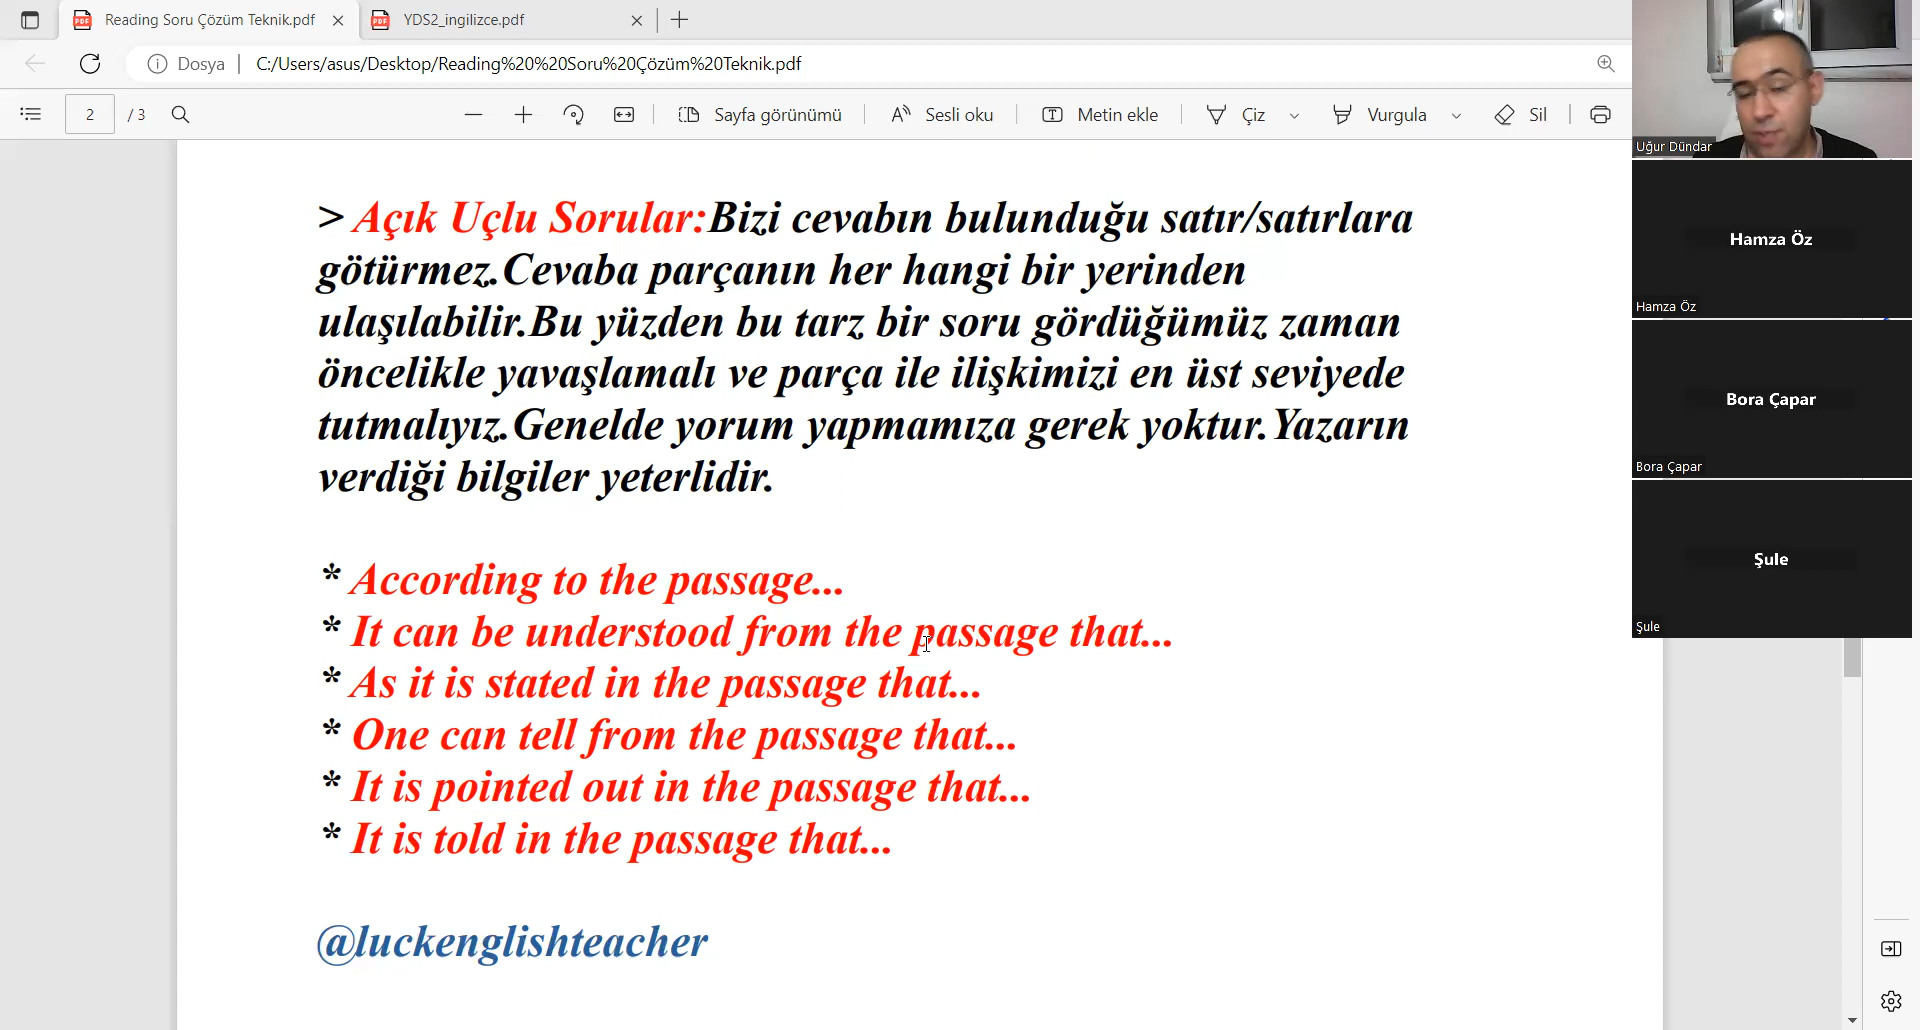 Reading Soru Çözüm Teknik.pdf
YDS2_ingilizce.pdf
Dosya | C:/Users/asus/Desktop/Reading%20%20Soru%20Çözüm%20Teknik.pdf
2 / 3
Sayfa görünümü
Sesli oku
Metin ekle
Çiz
Vurgula
Sil
> Açık Uçlu Sorular:Bizi cevabın bulunduğu satır/satırlara
götürmez.Cevaba parçanın her hangi bir yerinden
ulaşılabilir.Bu yüzden bu tarz bir soru gördüğümüz zaman
öncelikle yavaşlamalı ve parça ile ilişkimizi en üst seviyede
tutmalıyız.Genelde yorum yapmamıza gerek yoktur.Yazarın
verdiği bilgiler yeterlidir.
* According to the passage...
* It can be understood from the passage that...
* As it is stated in the passage that...
* One can tell from the passage that...
* It is pointed out in the passage that...
* It is told in the passage that...
@luckenglishteacher
Uğur Dündar
Hamza Öz
Hamza Öz
Bora Çapar
Bora Çapar
Şule
Şule